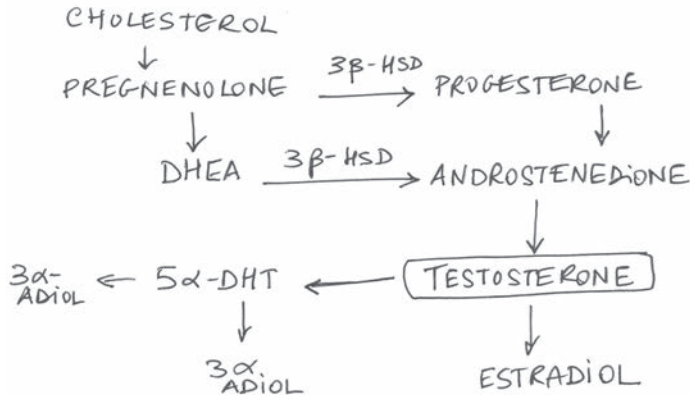 CHOLESTEROL
3β-HSD
PREGNENOLONE PROGESTERONE
3β-HSD
DHEA ANDROSTENEDiONE
3α- 5α-DHT TESTOSTERONE
ADiOL
3α
ADiOL ESTRADiOL